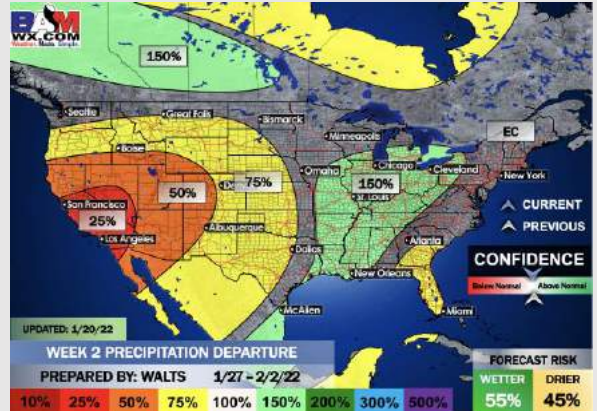 BAM
WX.COM
Weather. Made Simple.
150%
Seattle
Great Falls
Bismarck
Minneapolis
EC
Boise
Omaha
Chicago
Cleveland
New York
50%
75%
150%
St. Louis
San Francisco
25%
Los Angeles
Albuquerque
Atlanta
Dallas
New Orleans
McAllen
Miami
CURRENT
PREVIOUS
CONFIDENCE
Below Normal Above Normal
UPDATED: 1/20/22
WEEK 2 PRECIPITATION DEPARTURE
PREPARED BY: WALTS 1/27 - 2/2/22
10% 25% 50% 75% 100% 150% 200% 300% 500%
FORECAST RISK
WETTER DRIER
55% 45%